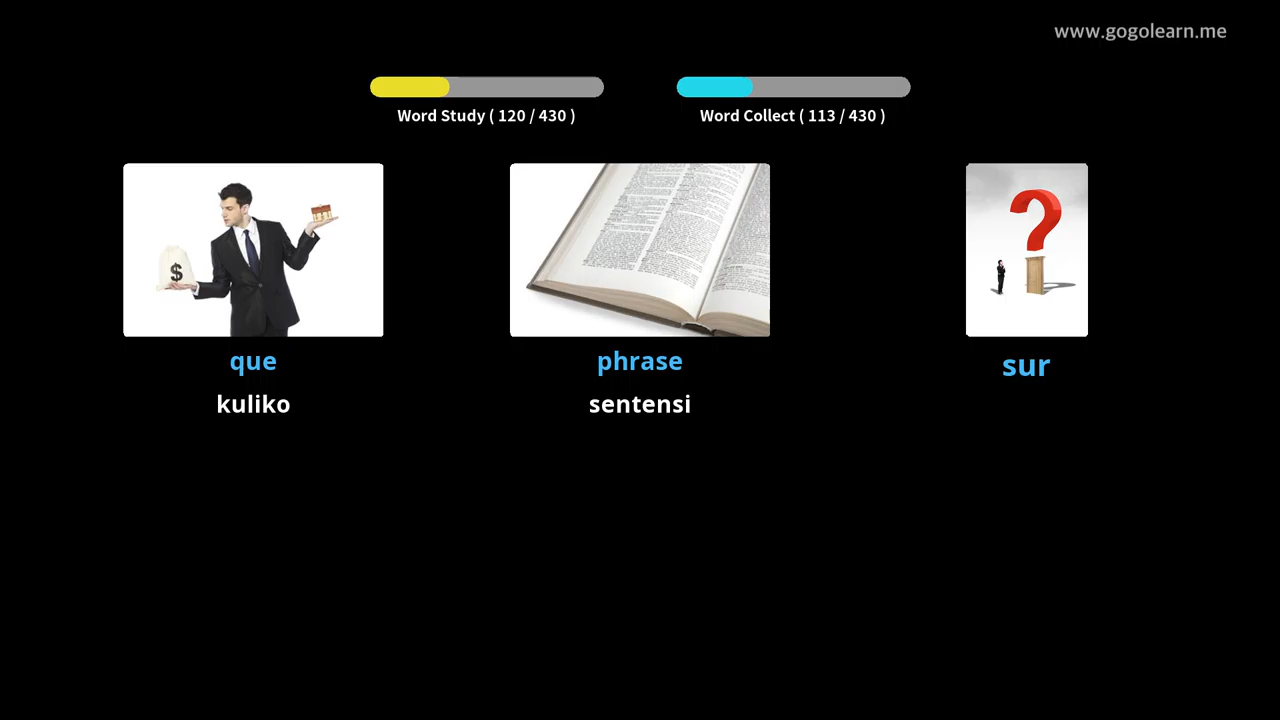 www.gogolearn.me
Word Study ( 120 / 430 )
Word Collect ( 113 / 430 )
$
?
que
phrase
sur
kuliko
sentensi